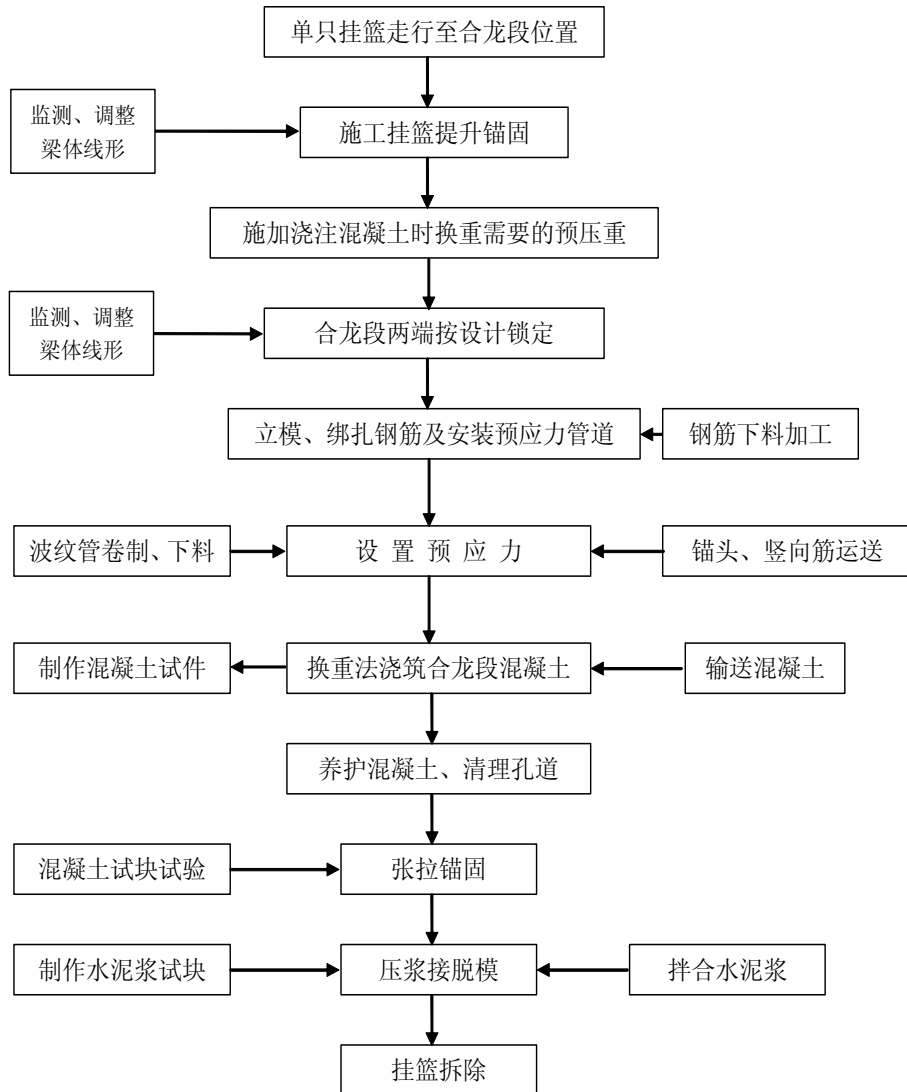 单只挂篮走行至合龙段位置
监测、调整
梁体线形
施工挂篮提升锚固
施加浇注混凝土时换重需要的预压重
监测、调整
梁体线形
合龙段两端按设计锁定
立模、绑扎钢筋及安装预应力管道
钢筋下料加工
波纹管卷制、下料
设 置 预 应 力
锚头、竖向筋运送
制作混凝土试件
换重法浇筑合龙段混凝土
输送混凝土
养护混凝土、清理孔道
混凝土试块试验
张拉锚固
制作水泥浆试块
压浆接脱模
拌合水泥浆
挂篮拆除